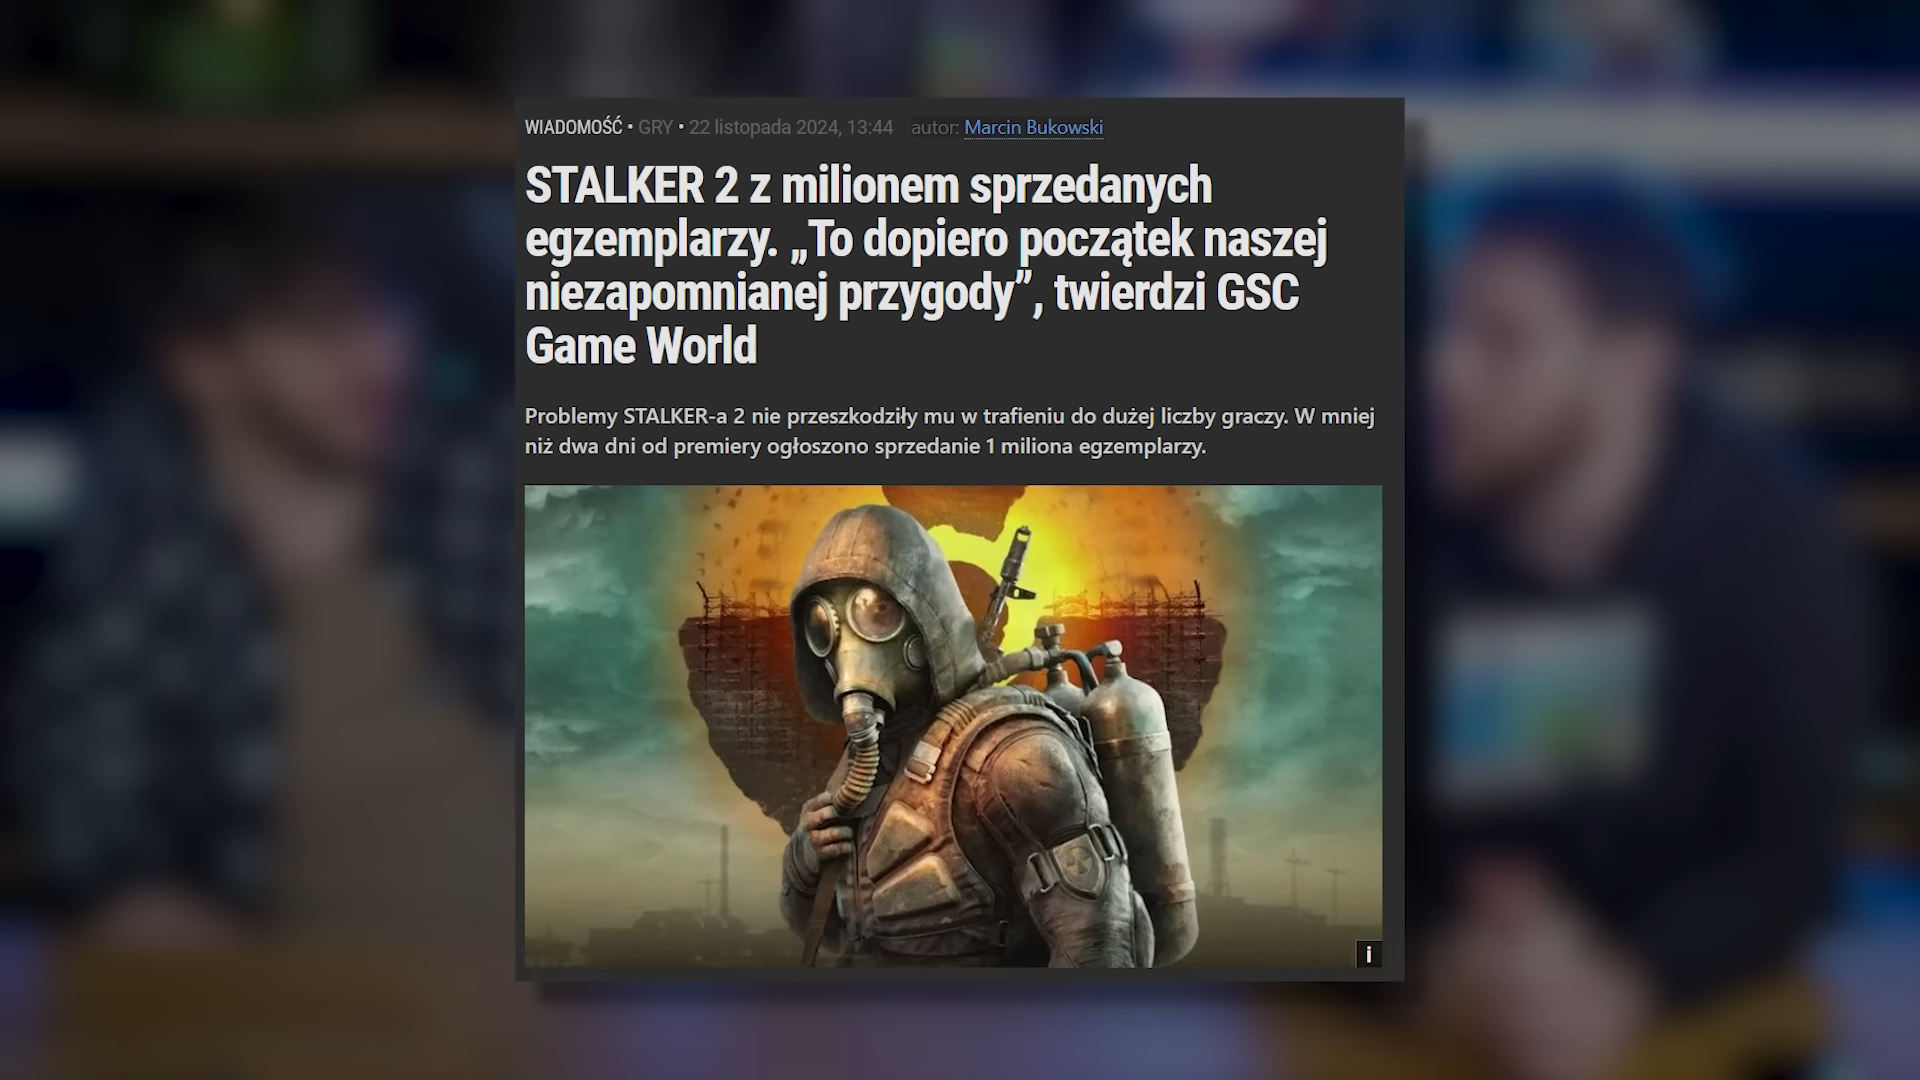 WIADOMOŚĆ • GRY • 22 listopada 2024, 13:44 autor: Marcin Bukowski
STALKER 2 z milionem sprzedanych
egzemplarzy. „To dopiero początek naszej
niezapomnianej przygody”, twierdzi GSC
Game World
Problemy STALKER-a 2 nie przeszkodziły mu w trafieniu do dużej liczby graczy. W mniej
niż dwa dni od premiery ogłoszono sprzedanie 1 miliona egzemplarzy.
i